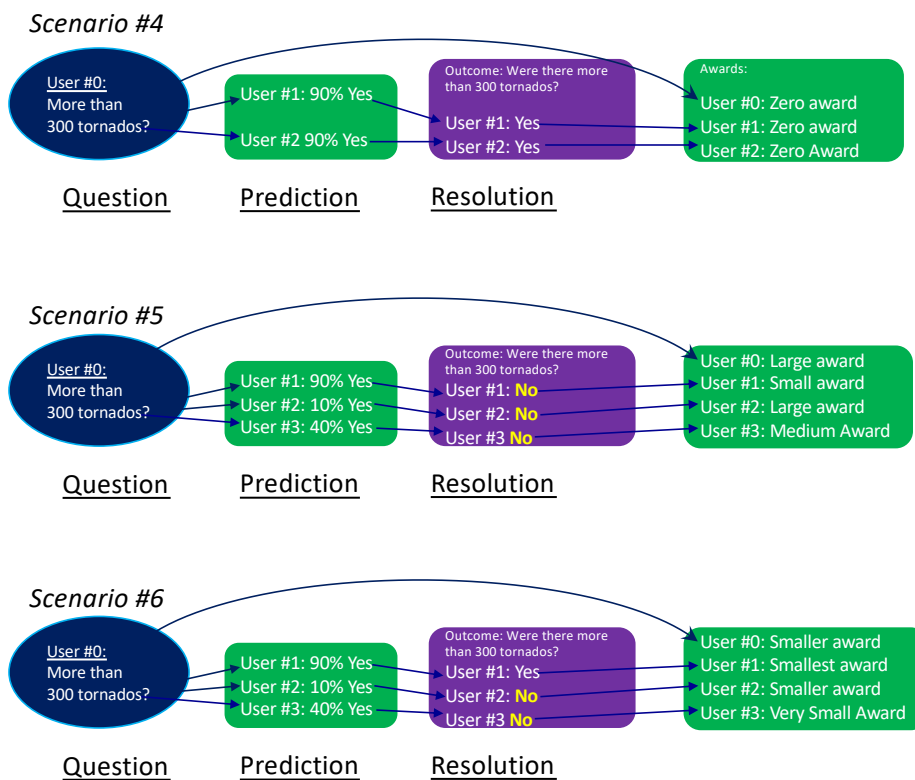 Scenario #4
User #0:
More than
300 tornados?
User #1: 90% Yes
User #2 90% Yes
Outcome: Were there more
than 300 tornados?
User #1: Yes
User #2: Yes
Awards:
User #0: Zero award
User #1: Zero award
User #2: Zero Award
Question
Prediction
Resolution
Scenario #5
User #0:
More than
300 tornados?
User #1: 90% Yes
User #2: 10% Yes
User #3: 40% Yes
Outcome: Were there more
than 300 tornados?
User #1: No
User #2: No
User #3 No
User #0: Large award
User #1: Small award
User #2: Large award
User #3: Medium Award
Question
Prediction
Resolution
Scenario #6
User #0:
More than
300 tornados?
User #1: 90% Yes
User #2: 10% Yes
User #3: 40% Yes
Outcome: Were there more
than 300 tornados?
User #1: Yes
User #2: No
User #3 No
User #0: Smaller award
User #1: Smallest award
User #2: Smaller award
User #3: Very Small Award
Question
Prediction
Resolution